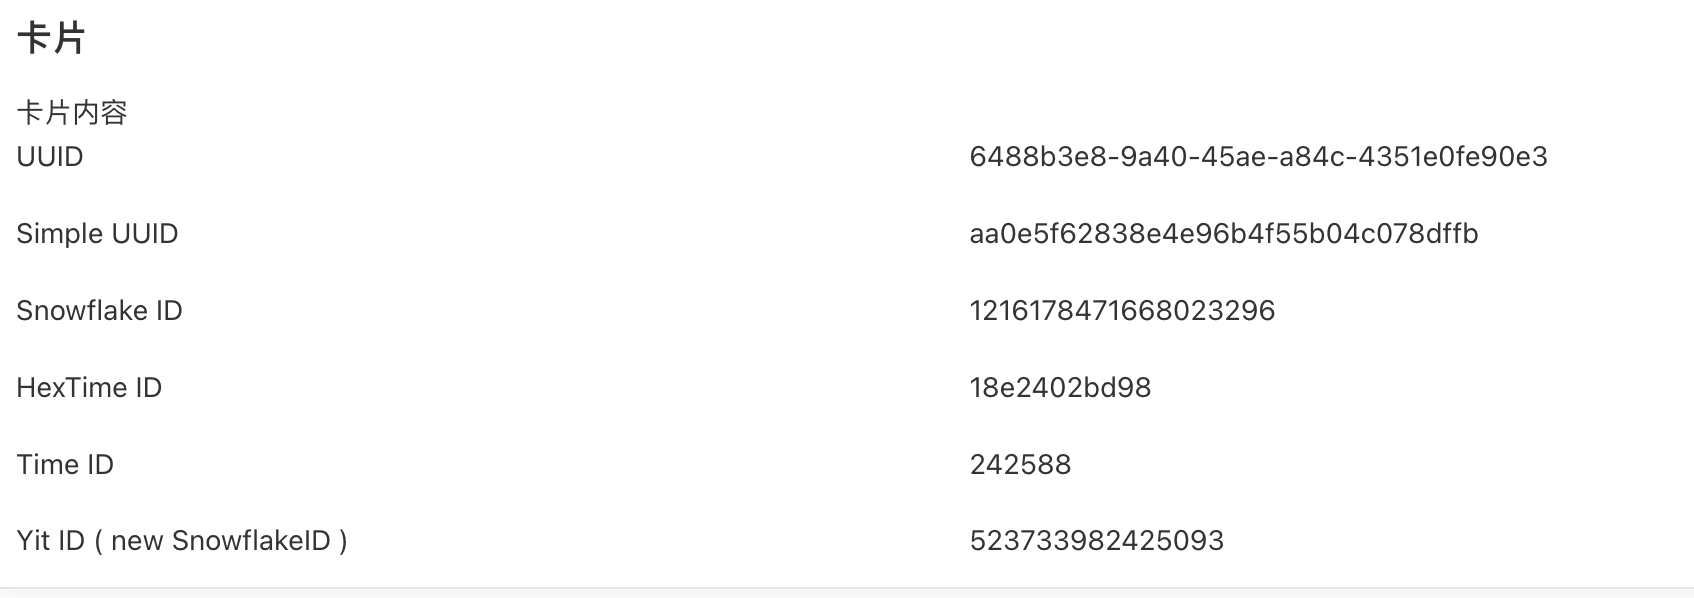 卡片
卡片内容
UUID 6488b3e8-9a40-45ae-a84c-4351e0fe90e3
Simple UUID aa0e5f62838e4e96b4f55b04c078dffb
Snowflake ID 1216178471668023296
HexTime ID 18e2402bd98
Time ID 242588
Yit ID ( new SnowflakeID ) 523733982425093